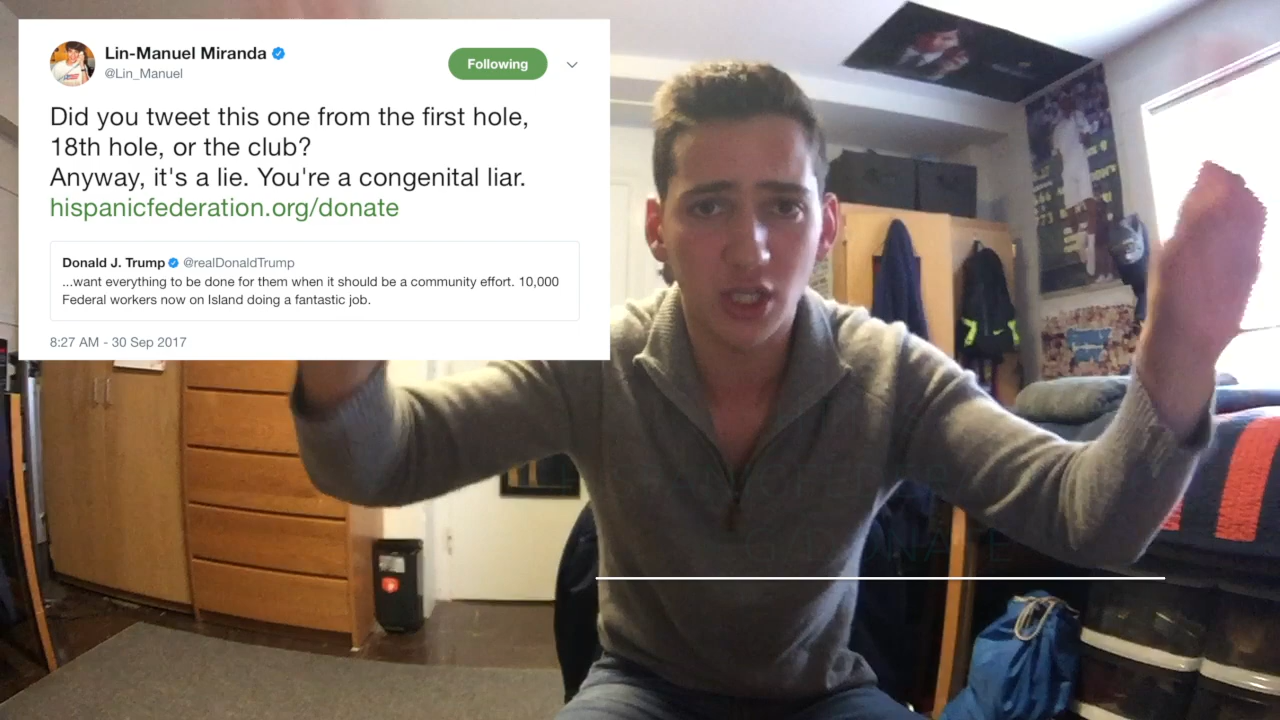 Lin-Manuel Miranda
@Lin_Manuel
Following
Did you tweet this one from the first hole,
18th hole, or the club?
Anyway, it's a lie. You're a congenital liar.
hispanicfederation.org/donate
Donald J. Trump @realDonaldTrump
...want everything to be done for them when it should be a community effort. 10,000
Federal workers now on Island doing a fantastic job.
8:27 AM - 30 Sep 2017